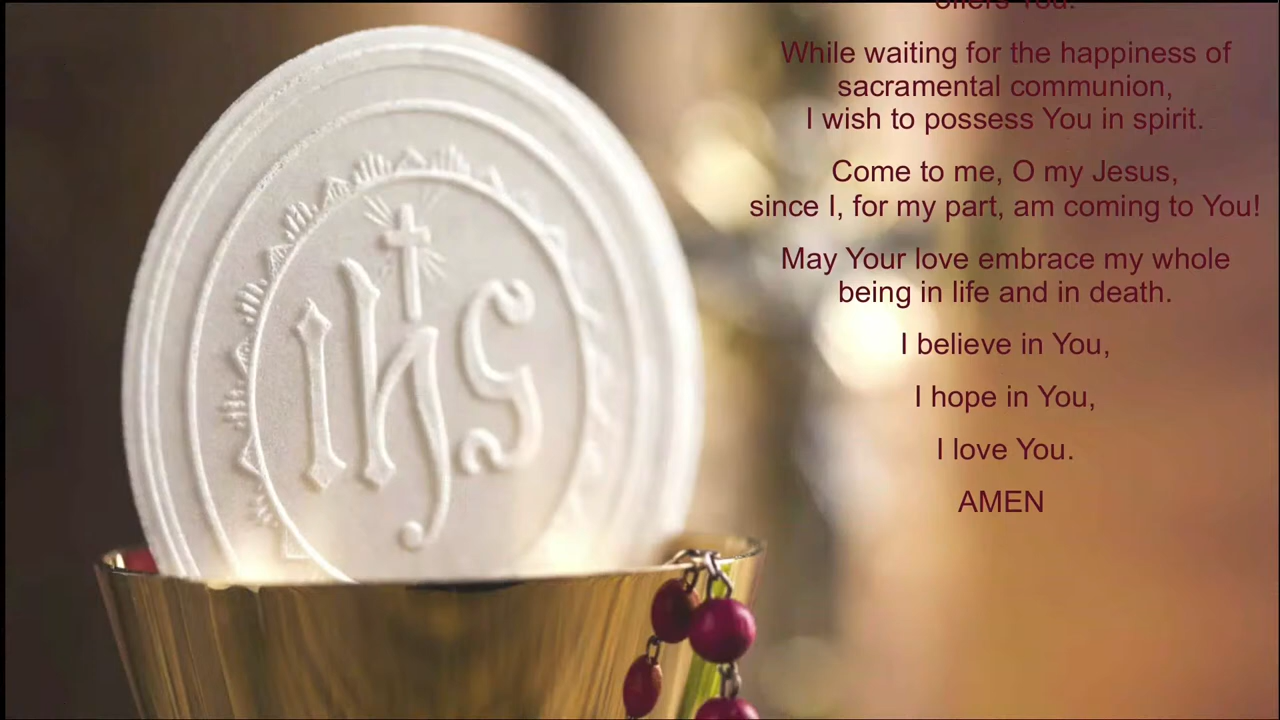 offers You.
While waiting for the happiness of
sacramental communion,
I wish to possess You in spirit.
Come to me, O my Jesus,
since I, for my part, am coming to You!
May Your love embrace my whole
being in life and in death.
I believe in You,
I hope in You,
I love You.
AMEN
ihs